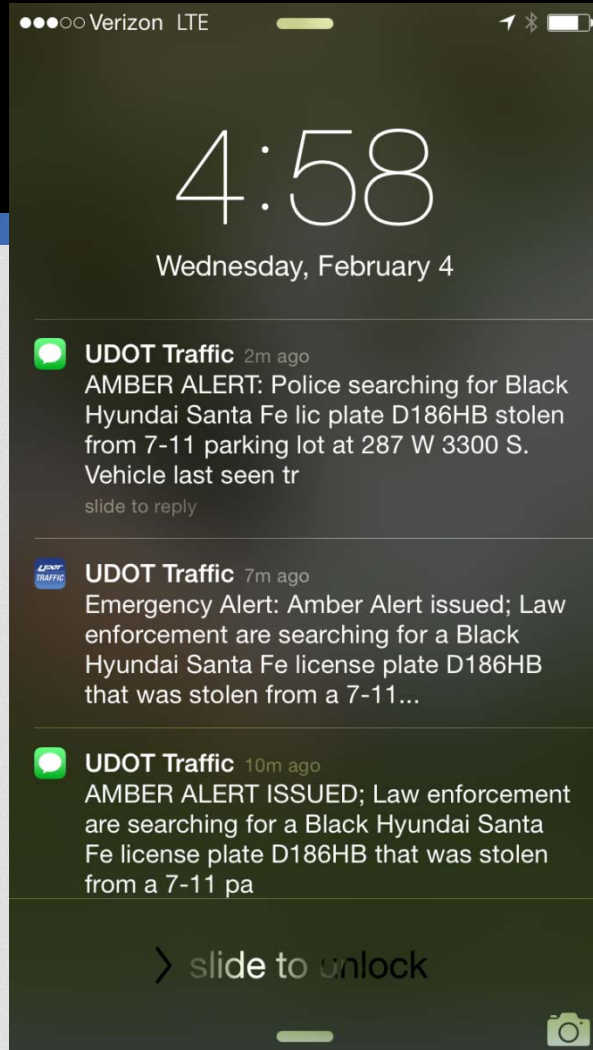 Verizon LTE
4:58
Wednesday, February 4
UDOT Traffic 2m ago
AMBER ALERT: Police searching for Black
Hyundai Santa Fe lic plate D186HB stolen
from 7-11 parking lot at 287 W 3300 S.
Vehicle last seen tr
slide to reply
UDOT
TRAFFIC
UDOT Traffic 7m ago
Emergency Alert: Amber Alert issued; Law
enforcement are searching for a Black
Hyundai Santa Fe license plate D186HB
that was stolen from a 7-11...
UDOT Traffic 10m ago
AMBER ALERT ISSUED; Law enforcement
are searching for a Black Hyundai Santa
Fe license plate D186HB that was stolen
from a 7-11 pa
> slide to unlock